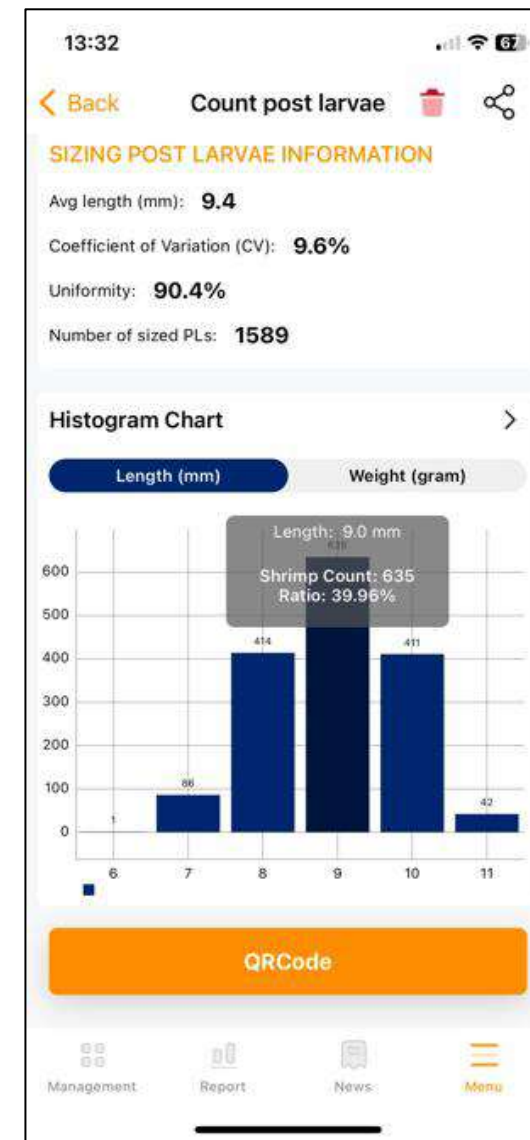 13:32
67
Back Count post larvae
SIZING POST LARVAE INFORMATION
Avg length (mm): 9.4
Coefficient of Variation (CV): 9.6%
Uniformity: 90.4%
Number of sized PLs: 1589
Histogram Chart
Length (mm) Weight (gram)
Length: 9.0 mm
635
Shrimp Count: 635
Ratio: 39.96%
600
500
400
300
200
100
0
1
86
414
411
42
6 7 8 9 10 11
QRCode
Management Report News Menu